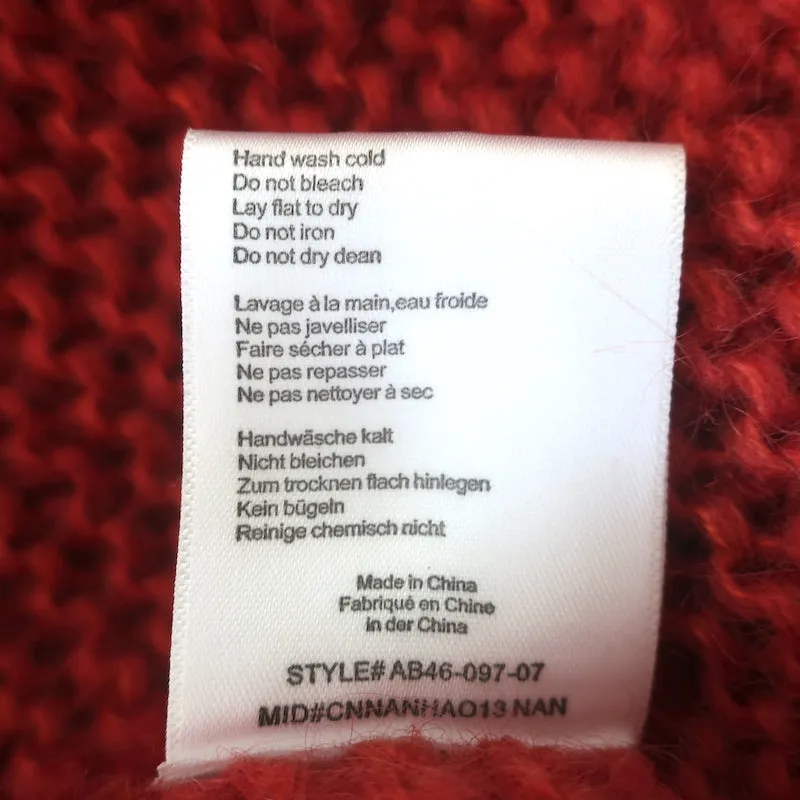 Hand wash cold
Do not bleach
Lay flat to dry
Do not iron
Do not dry dean
Lavage à la main,eau froide
Ne pas javelliser
Faire sécher à plat
Ne pas repasser
Ne pas nettoyer à sec
Handwäsche kalt
Nicht bleichen
Zum trocknen flach hinlegen
Kein bügeln
Reinige chemisch nicht
Made in China
Fabriqué en Chine
in der China
STYLE# AB46-097-07
MID#CNNANHAO13 NAN